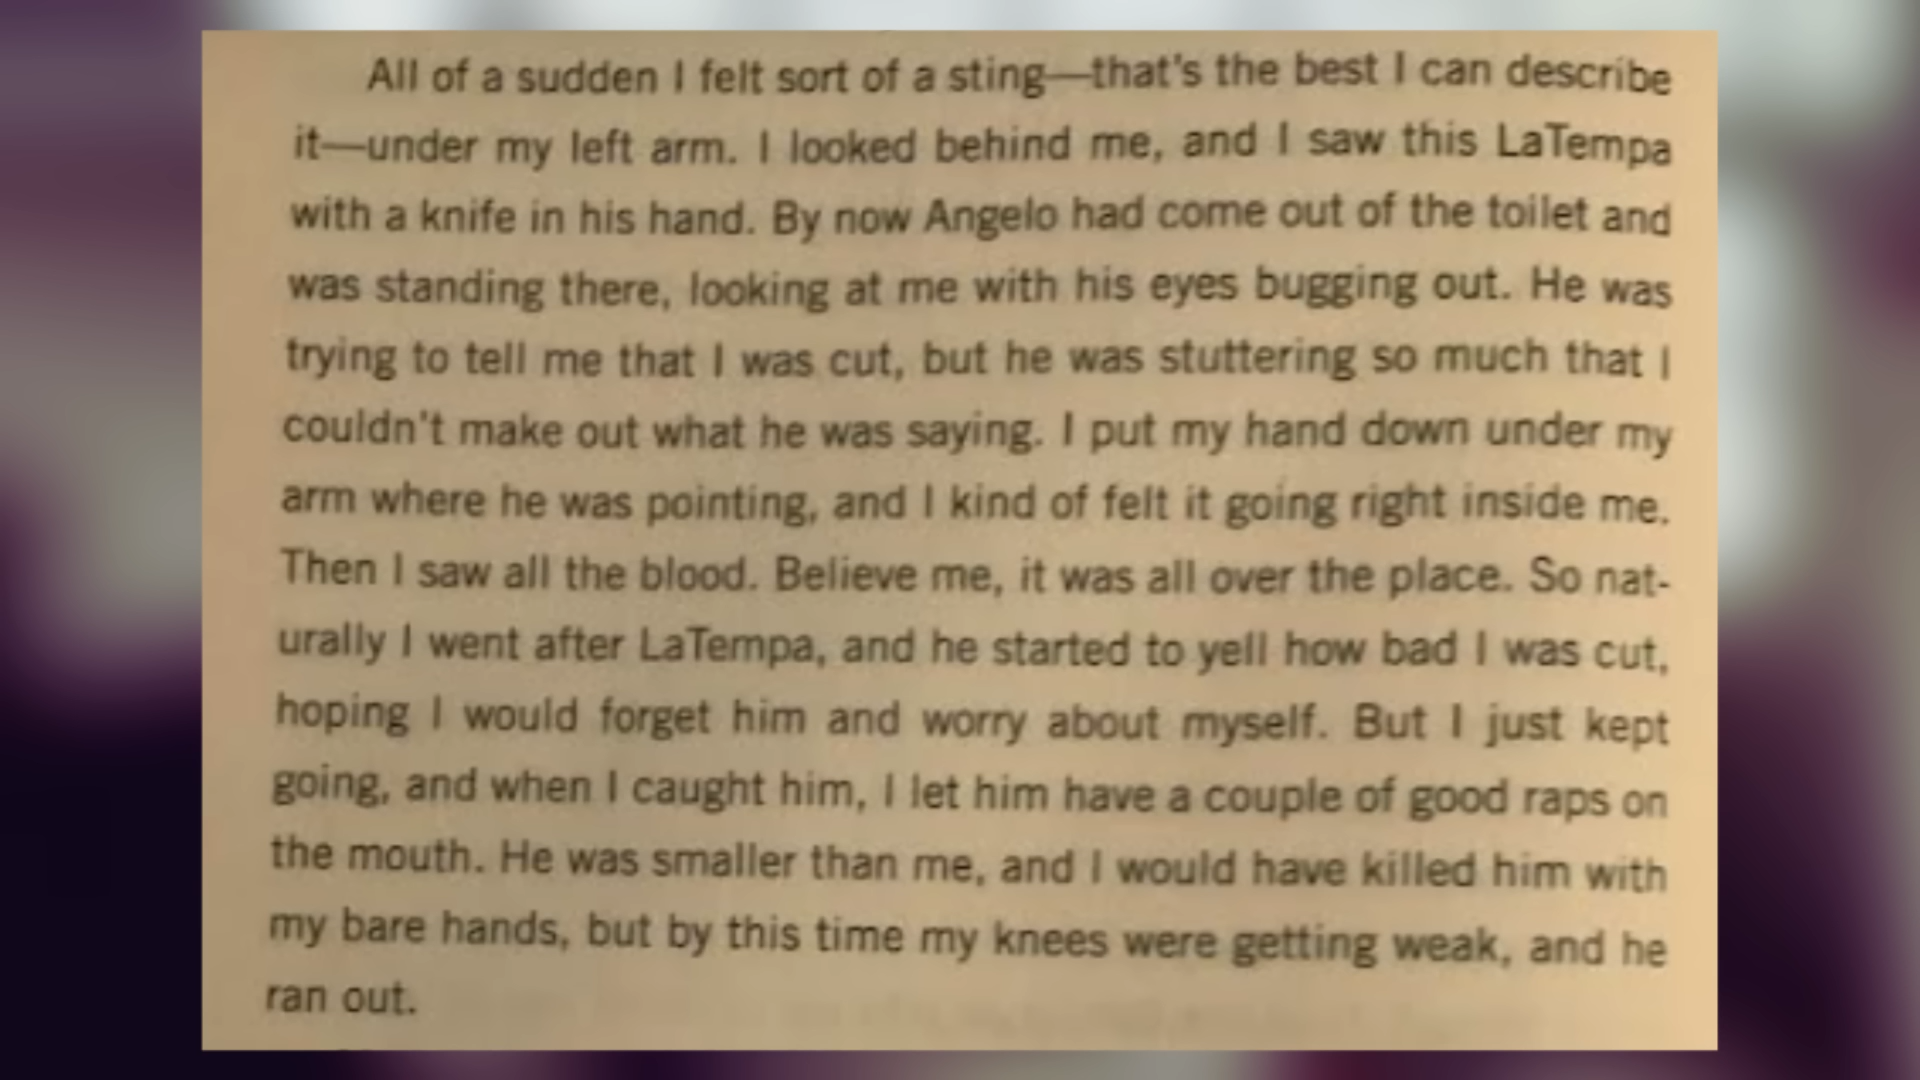 All of a sudden I felt sort of a sting—that's the best I can describe
it—under my left arm. I looked behind me, and I saw this LaTempa
with a knife in his hand. By now Angelo had come out of the toilet and
was standing there, looking at me with his eyes bugging out. He was
trying to tell me that I was cut, but he was stuttering so much that I
couldn't make out what he was saying. I put my hand down under my
arm where he was pointing, and I kind of felt it going right inside me.
Then I saw all the blood. Believe me, it was all over the place. So nat-
urally I went after LaTempa, and he started to yell how bad I was cut,
hoping I would forget him and worry about myself. But I just kept
going, and when I caught him, I let him have a couple of good raps on
the mouth. He was smaller than me, and I would have killed him with
my bare hands, but by this time my knees were getting weak, and he
ran out.